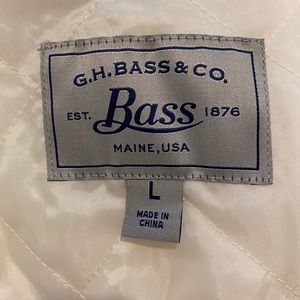 G.H. BASS & CO.
EST. Bass 1876
MAINE, USA
L
MADE IN
CHINA